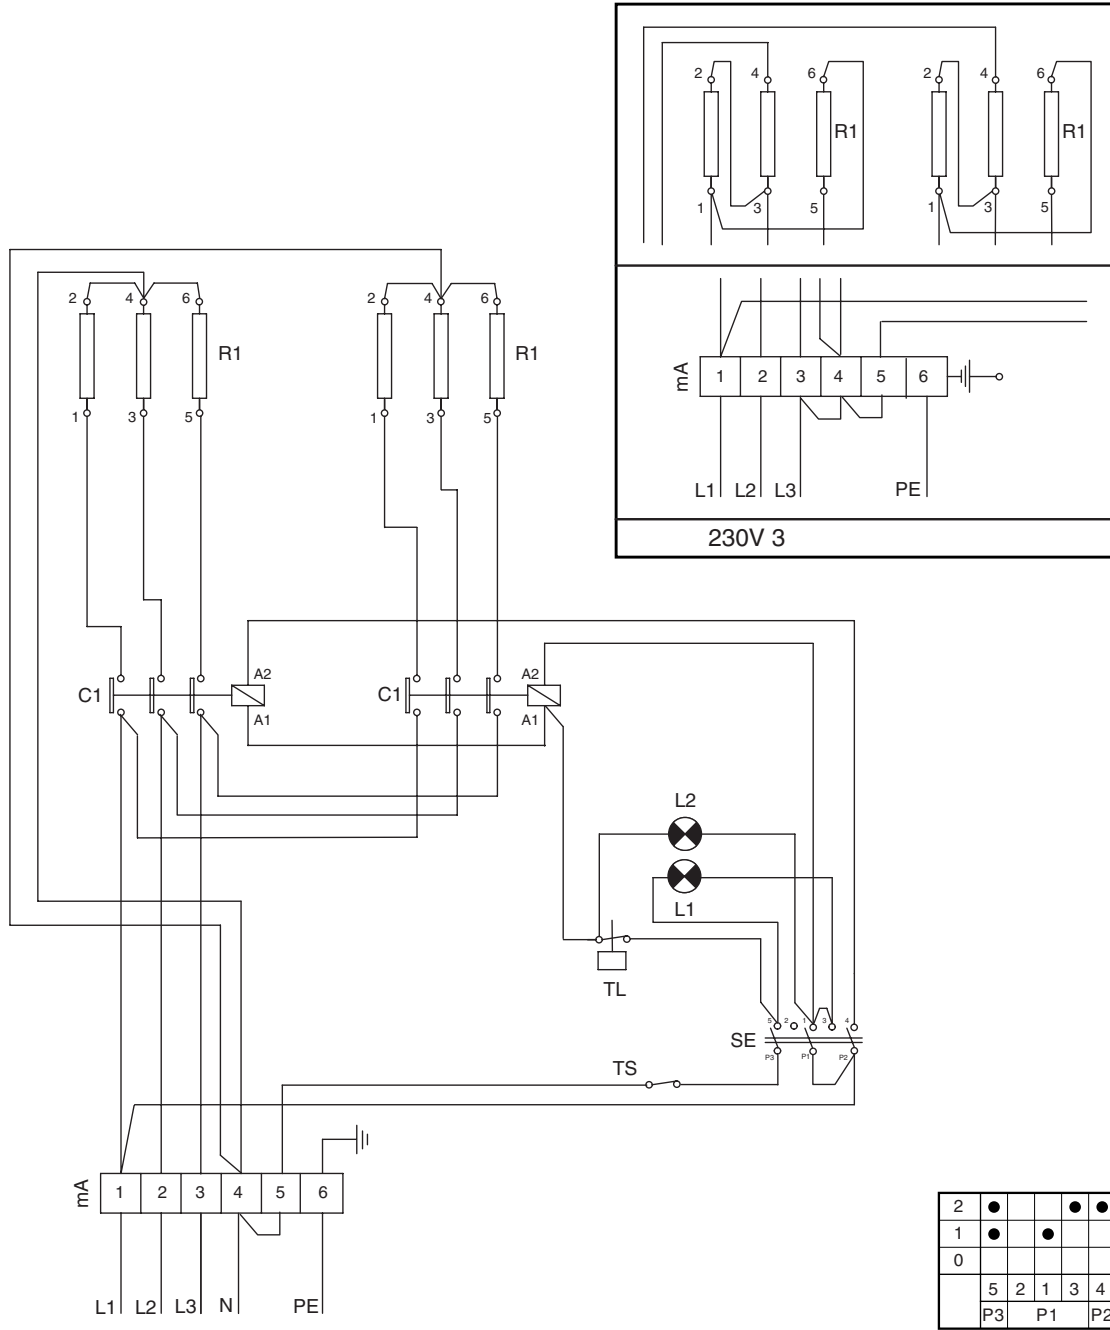 2 4 6 2 4 6
R1 R1
1 3 5 1 3 5
mA 1 2 3 4 5 6
L1 L2 L3 PE
230V 3
2 4 6 2 4 6
R1 R1
1 3 5 1 3 5
A2 A2
C1 C1
A1 A1
L2
L1
TL
5 2 1 3 4
SE
P3 P1 P2
TS
mA 1 2 3 4 5 6
L1 L2 L3 N PE
2
1
0
5 2 1 3 4
P3 P1 P2